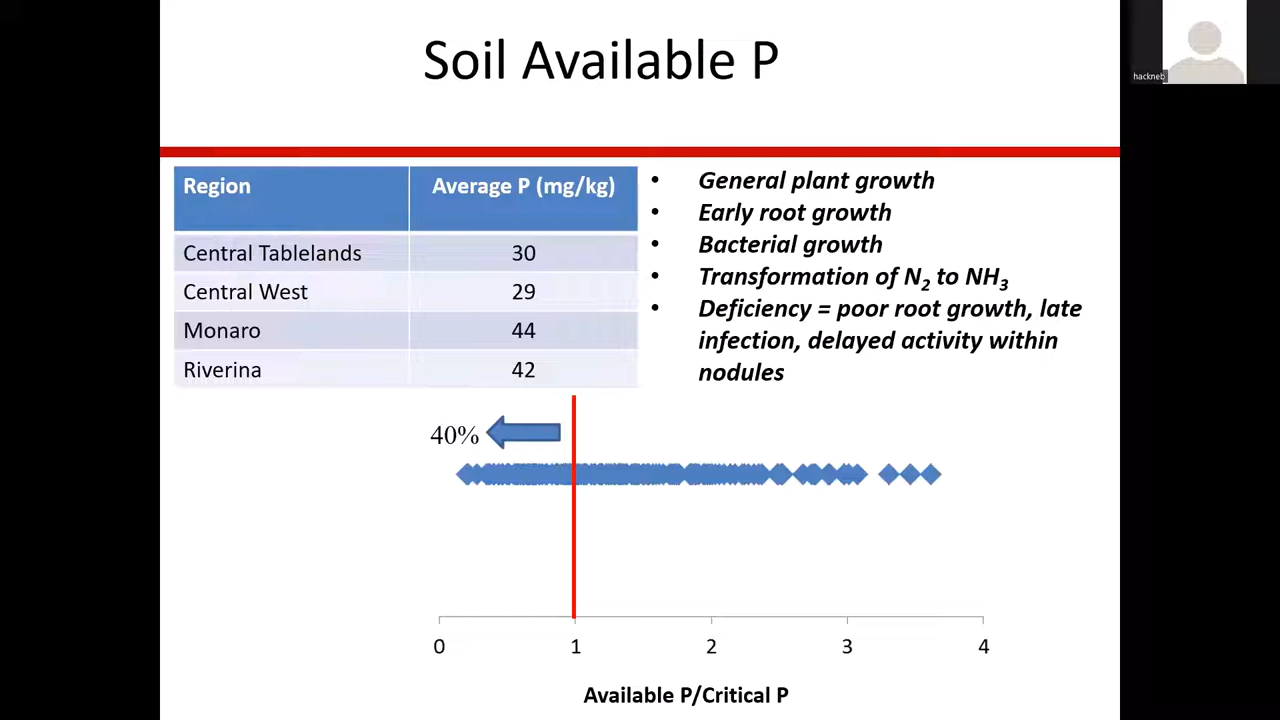 Soil Available P
hackneb
Region Average P (mg/kg)
Central Tablelands 30
Central West 29
Monaro 44
Riverina 42
• General plant growth
• Early root growth
• Bacterial growth
• Transformation of N₂ to NH₃
• Deficiency = poor root growth, late
infection, delayed activity within
nodules
40%
0 1 2 3 4
Available P/Critical P